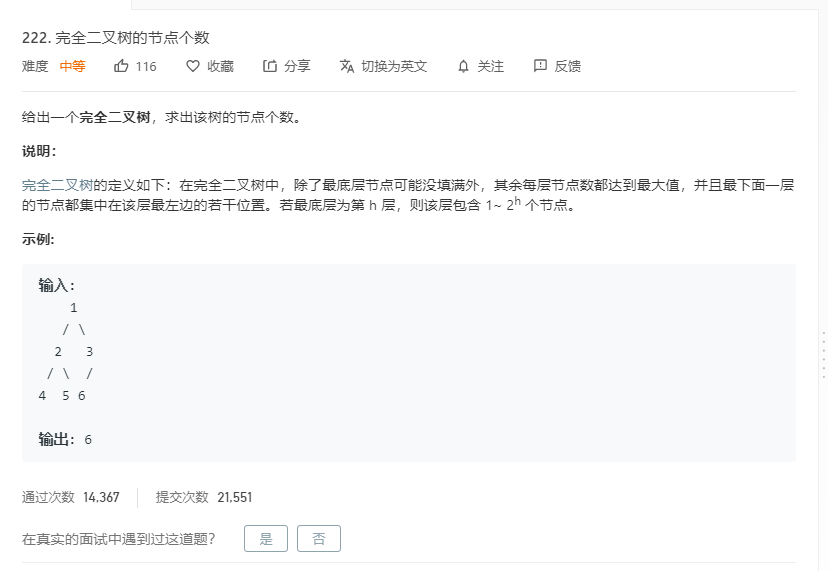 222. 完全二叉树的节点个数
难度 中等 116 收藏 分享 切换为英文 关注 反馈
给出一个完全二叉树，求出该树的节点个数。
说明：
完全二叉树的定义如下：在完全二叉树中，除了最底层节点可能没填满外，其余每层节点数都达到最大值，并且最下面一层
的节点都集中在该层最左边的若干位置。若最底层为第 h 层，则该层包含 1~ 2^h 个节点。
示例:
输入:
1
/ \
2 3
/ \ /
4 5 6
输出: 6
通过次数 14,367 提交次数 21,551
在真实的面试中遇到过这道题? 是 否